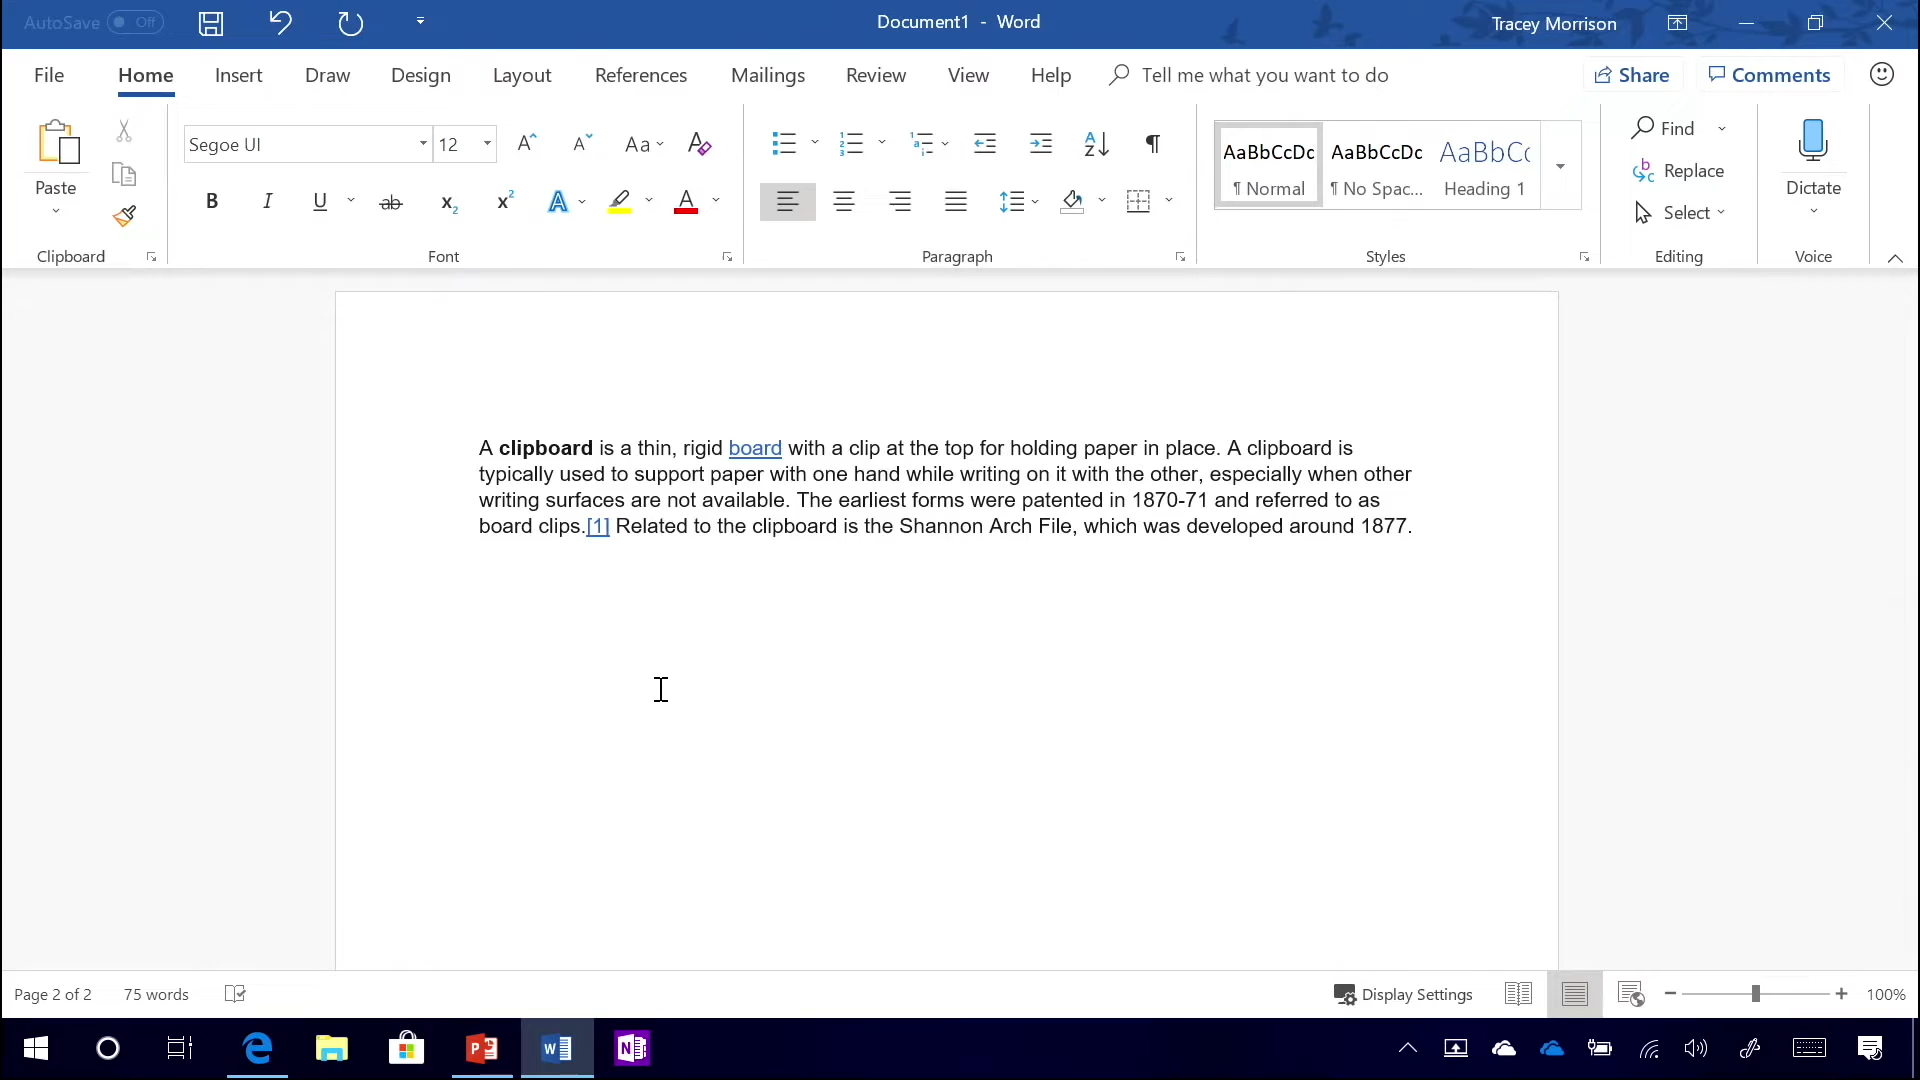 AutoSave Off
Document1 - Word
Tracey Morrison
File Home Insert Draw Design Layout References Mailings Review View Help Tell me what you want to do Share Comments
Segoe UI 12 Aa
Paste
B I U ab x2 x2 A A
Clipboard Font Paragraph
AaBbCcDc AaBbCcDc AaBbCc
¶ Normal ¶ No Spac... Heading 1
Styles
Find
Replace
Select
Editing
Dictate
Voice
A clipboard is a thin, rigid board with a clip at the top for holding paper in place. A clipboard is
typically used to support paper with one hand while writing on it with the other, especially when other
writing surfaces are not available. The earliest forms were patented in 1870-71 and referred to as
board clips.[1] Related to the clipboard is the Shannon Arch File, which was developed around 1877.
Page 2 of 2 75 words Display Settings 100%